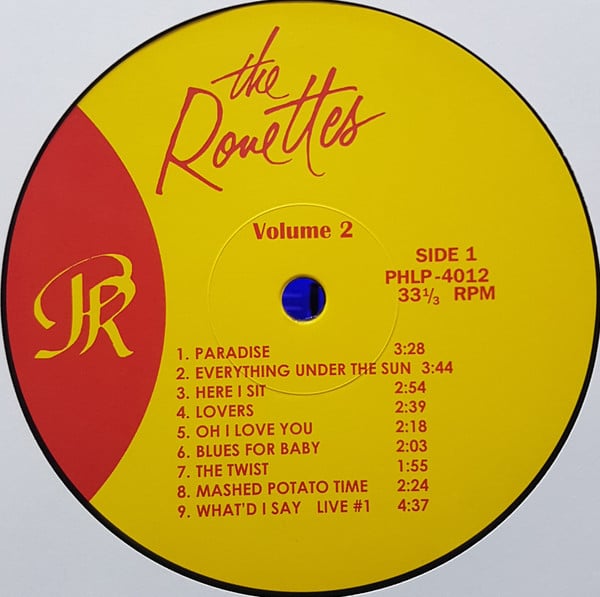 the
Ronettes
Volume 2
SIDE 1
PHLP-4012
33⅓ RPM
PR
1. PARADISE 3:28
2. EVERYTHING UNDER THE SUN 3:44
3. HERE I SIT 2:54
4. LOVERS 2:39
5. OH I LOVE YOU 2:18
6. BLUES FOR BABY 2:03
7. THE TWIST 1:55
8. MASHED POTATO TIME 2:24
9. WHAT'D I SAY LIVE #1 4:37